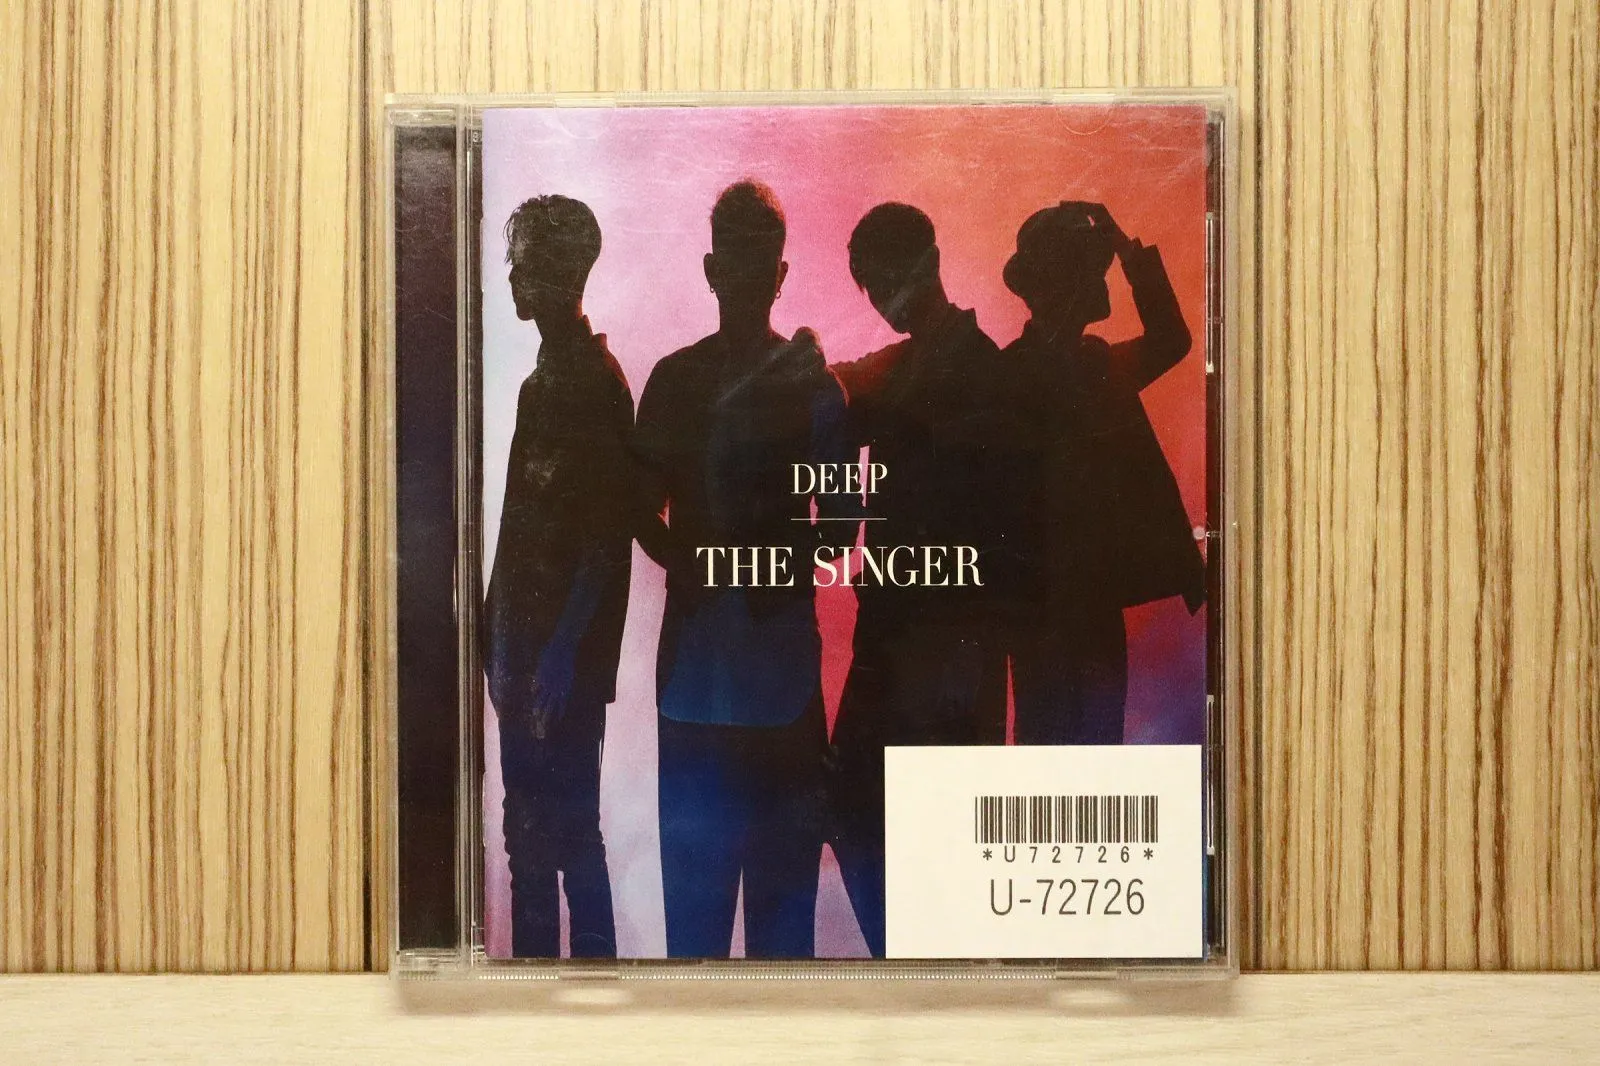 DEEP
THE SINGER
*U72726*
U-72726